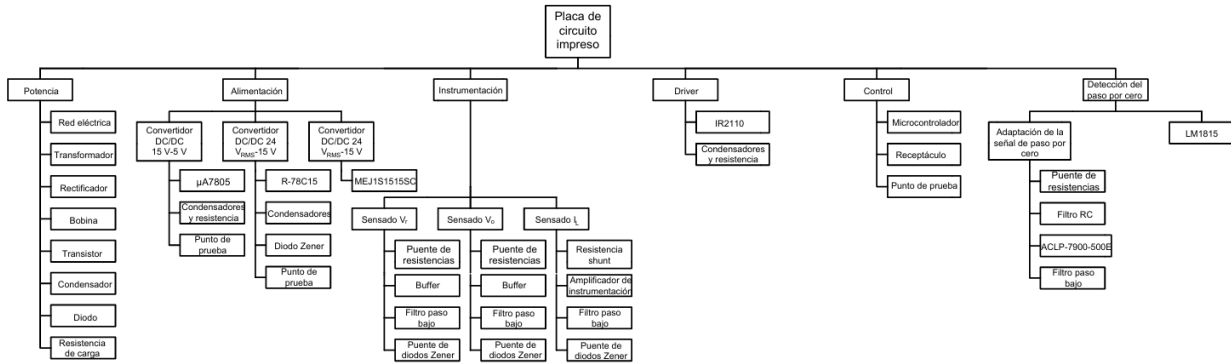 Placa de
circuito
impreso
Potencia
Red eléctrica
Transformador
Rectificador
Bobina
Transistor
Condensador
Diodo
Resistencia
de carga
Alimentación
Convertidor
DC/DC
15 V-5 V
µA7805
Condensadores
y resistencia
Punto de
prueba
Convertidor
DC/DC 24
VRMS-15 V
R-78C15
Condensadores
Diodo Zener
Punto de
prueba
Convertidor
DC/DC 24
VRMS-15 V
MEJ1S1515SC
Instrumentación
Sensado Vr
Puente de
resistencias
Buffer
Filtro paso
bajo
Puente de
diodos Zener
Sensado Vo
Puente de
resistencias
Buffer
Filtro paso
bajo
Puente de
diodos Zener
Sensado IL
Resistencia
shunt
Amplificador de
instrumentación
Filtro paso
bajo
Puente de
diodos Zener
Driver
IR2110
Condensadores
y resistencia
Control
Microcontrolador
Receptáculo
Punto de prueba
Detección del
paso por cero
Adaptación de la
señal de paso por
cero
Puente de
resistencias
Filtro RC
ACLP-7900-500E
Filtro paso
bajo
LM1815